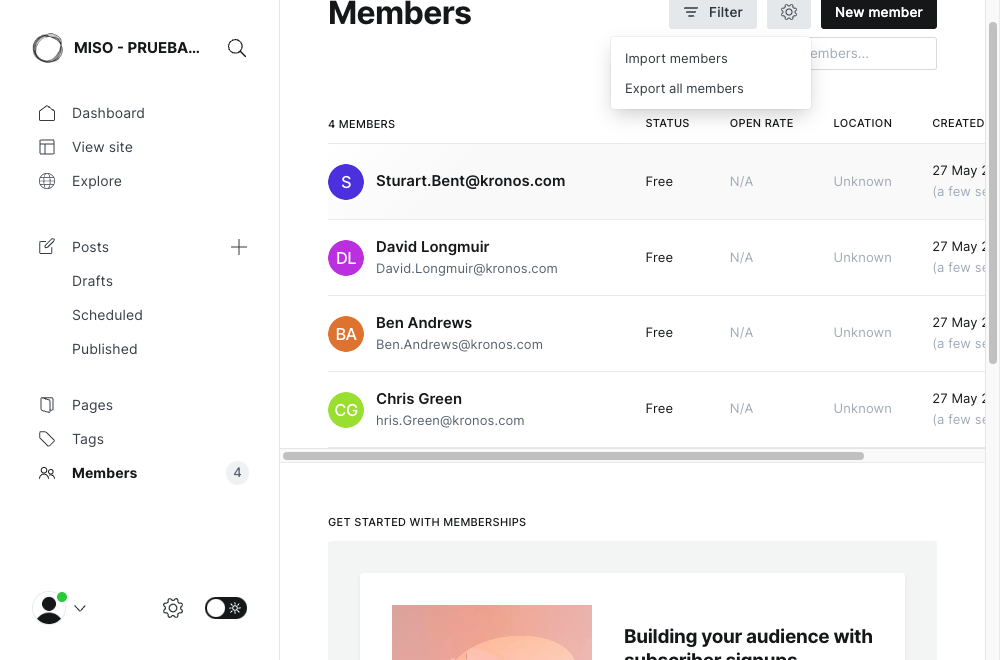 MISO - PRUEBA...
Dashboard
View site
Explore
Posts
Drafts
Scheduled
Published
Pages
Tags
Members
4
Members
Filter
New member
Import members
Export all members
members...
4 MEMBERS
STATUS
OPEN RATE
LOCATION
CREATED
S
Sturart.Bent@kronos.com
Free
N/A
Unknown
27 May 2
(a few se
DL
David Longmuir
David.Longmuir@kronos.com
Free
N/A
Unknown
27 May 2
(a few se
BA
Ben Andrews
Ben.Andrews@kronos.com
Free
N/A
Unknown
27 May 2
(a few se
CG
Chris Green
hris.Green@kronos.com
Free
N/A
Unknown
27 May 2
(a few se
GET STARTED WITH MEMBERSHIPS
Building your audience with
subscriber signups